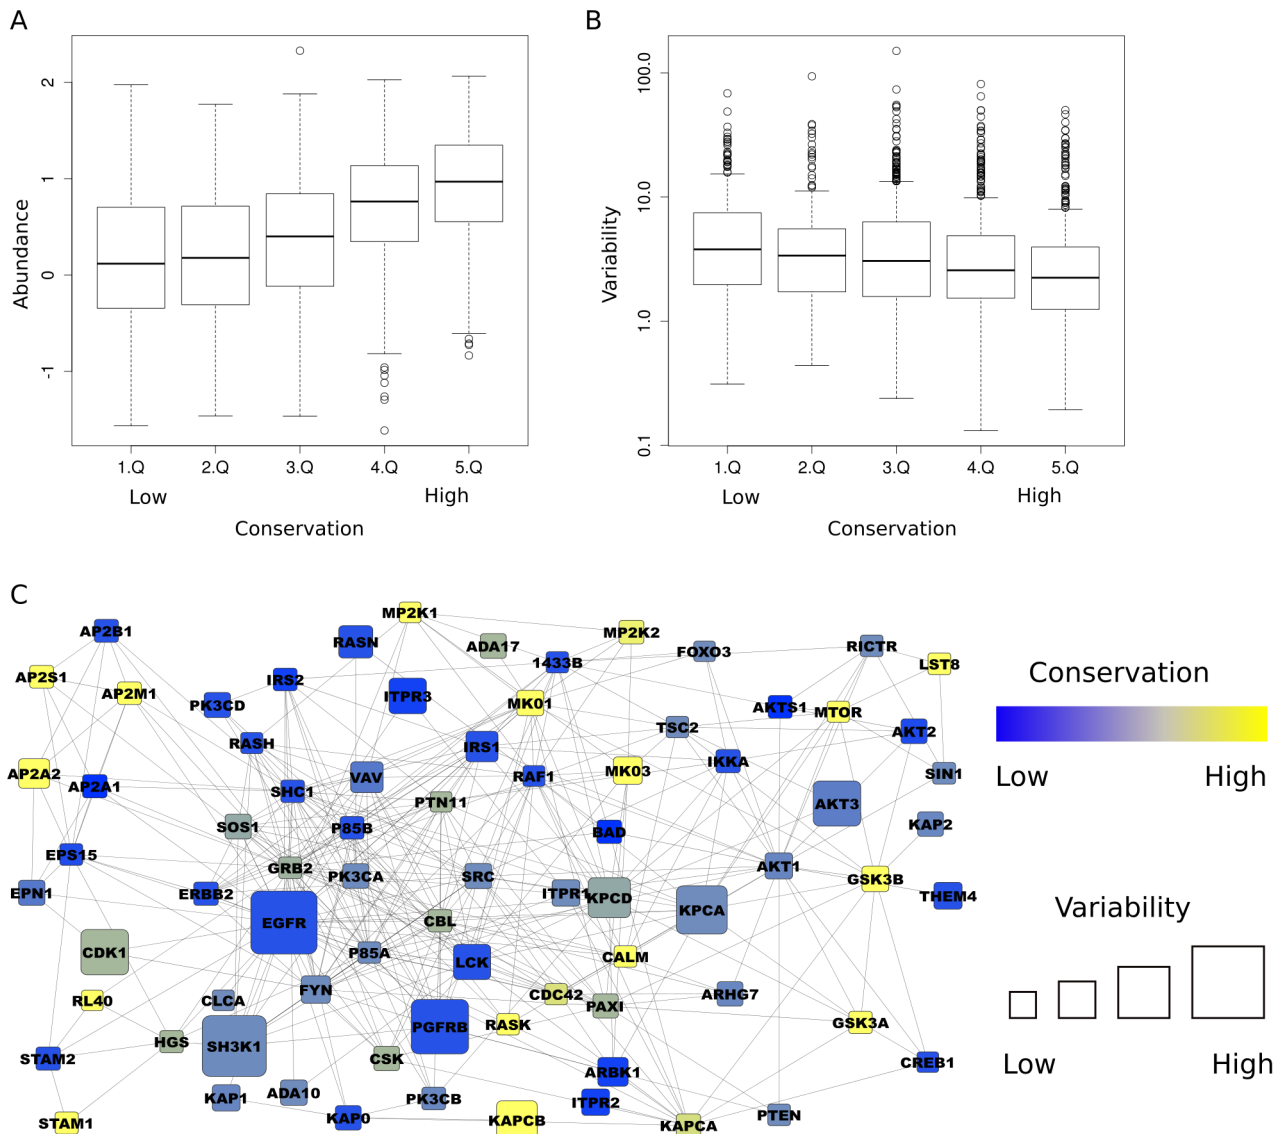 A
B
2
1
0
-1
Abundance
1.Q 2.Q 3.Q 4.Q 5.Q
Low High
Conservation
100.0
10.0
1.0
0.1
Variability
1.Q 2.Q 3.Q 4.Q 5.Q
Low High
Conservation
C
MP2K1
AP2B1 RASN ADA17 MP2K2
1433B FOXO3 RICTR LST8
AP2S1 AP2M1 IRS2 ITPR3
PK3CD MK01 AKTS1 MTOR
RASH IRS1 TSC2 AKT2
AP2A2 AP2A1 SHC1 VAV RAF1 MK03 IKKA SIN1
PTN11 AKT3
SOS1 P85B BAD KAP2
EPS15 GRB2 PK3CA SRC AKT1 GSK3B
EPN1 ERBB2 ITPR1 KPCD THEM4
EGFR CBL KPCA
CDK1 P85A LCK CALM
RL40 CLCA FYN CDC42 PAXI ARHG7
PGFRB RASK GSK3A
HGS SH3K1 CSK
STAM2 ARBK1 CREB1
KAP1 ADA10 PK3CB ITPR2
STAM1 KAP0 KAPCB KAPCA PTEN
Conservation
Low High
Variability
Low High